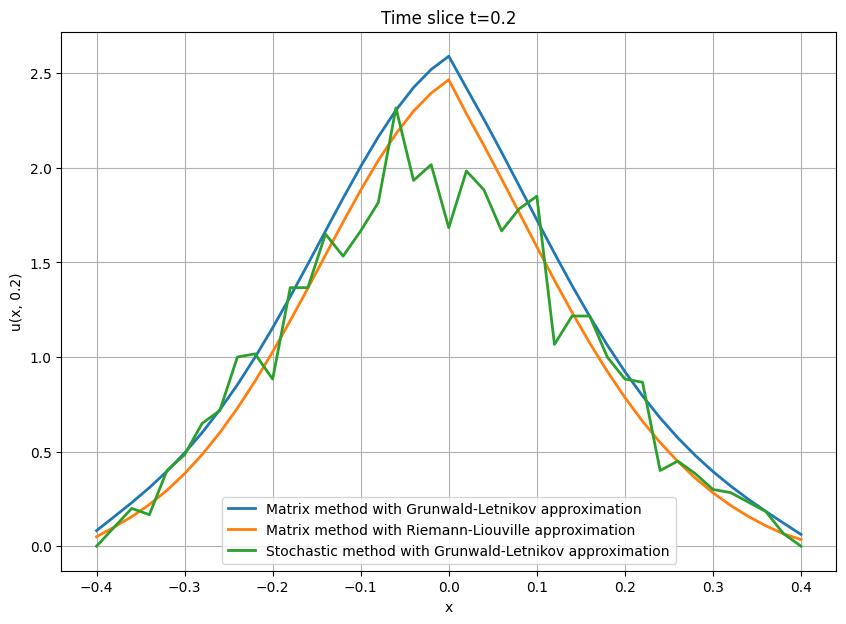 Time slice t=0.2
u(x, 0.2)
2.5
2.0
1.5
1.0
0.5
0.0
Matrix method with Grunwald-Letnikov approximation
Matrix method with Riemann-Liouville approximation
Stochastic method with Grunwald-Letnikov approximation
−0.4 −0.3 −0.2 −0.1 0.0 0.1 0.2 0.3 0.4
x